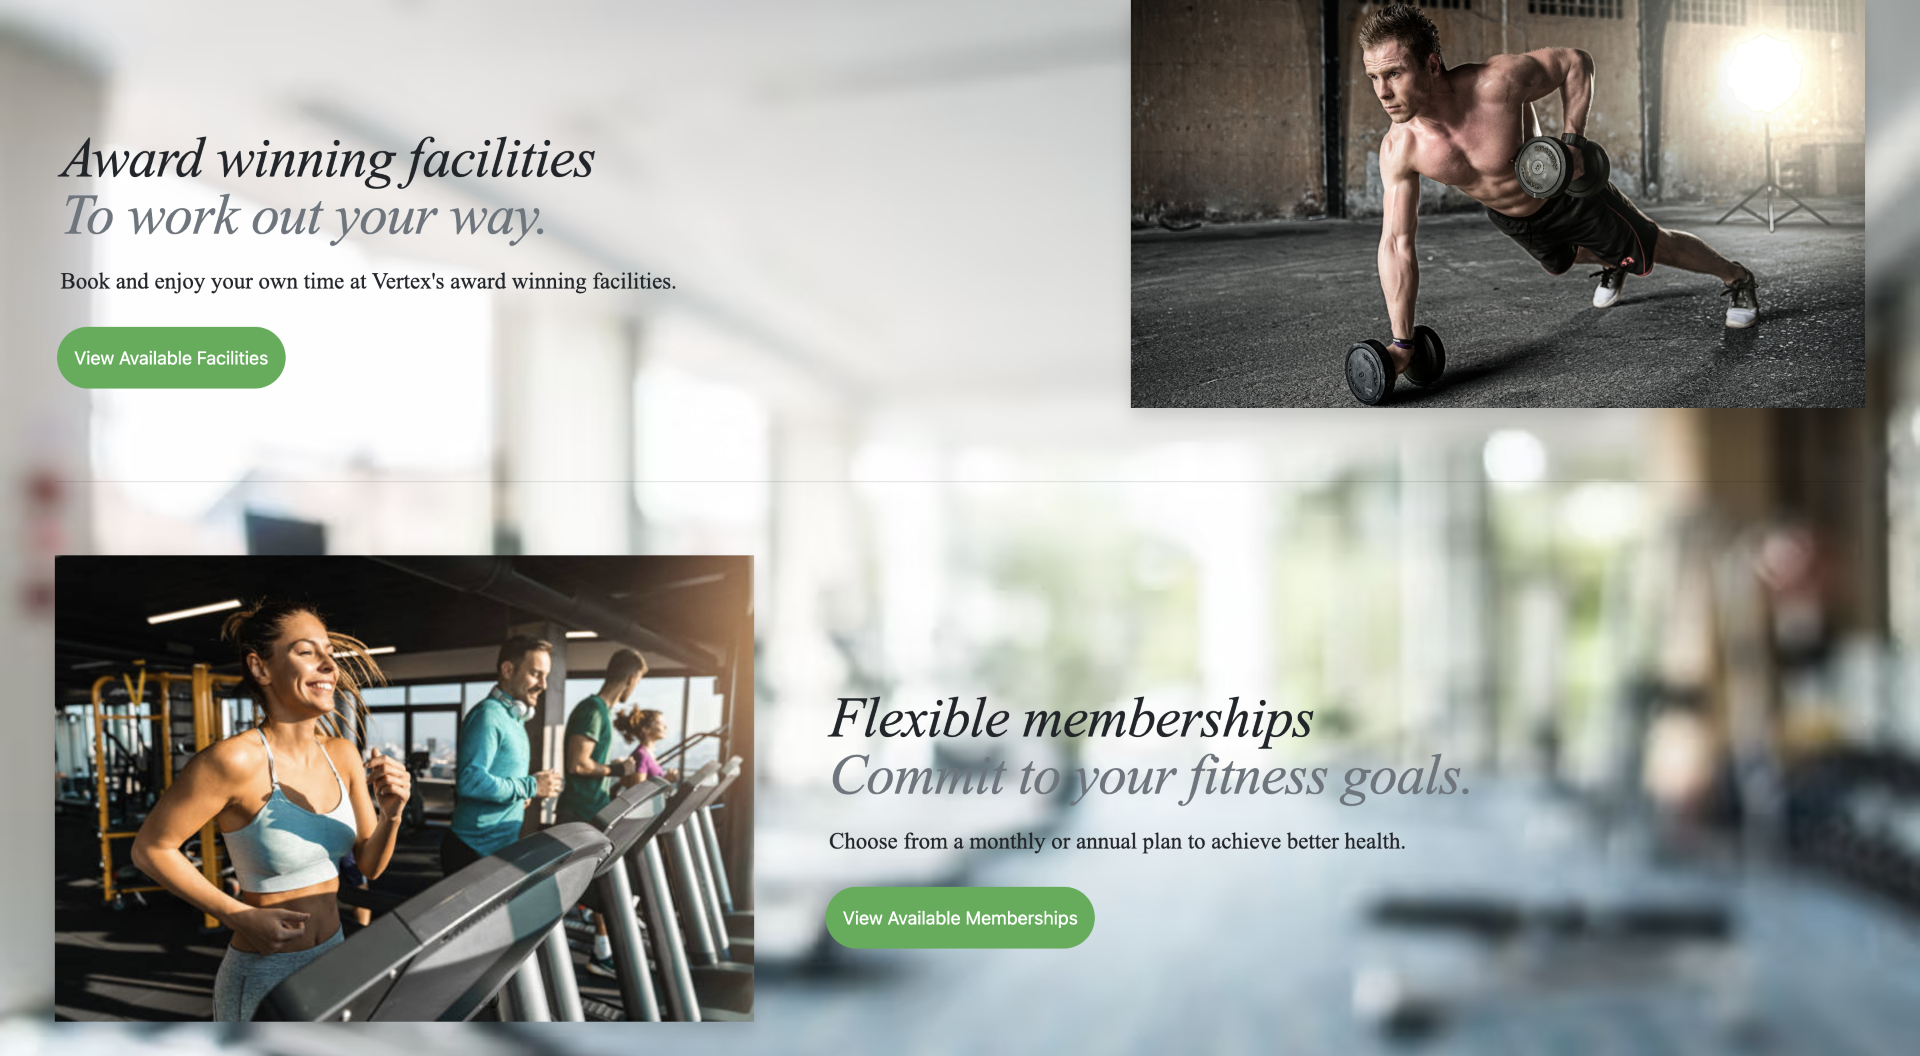 Award winning facilities
To work out your way.
Book and enjoy your own time at Vertex's award winning facilities.
View Available Facilities
Flexible memberships
Commit to your fitness goals.
Choose from a monthly or annual plan to achieve better health.
View Available Memberships